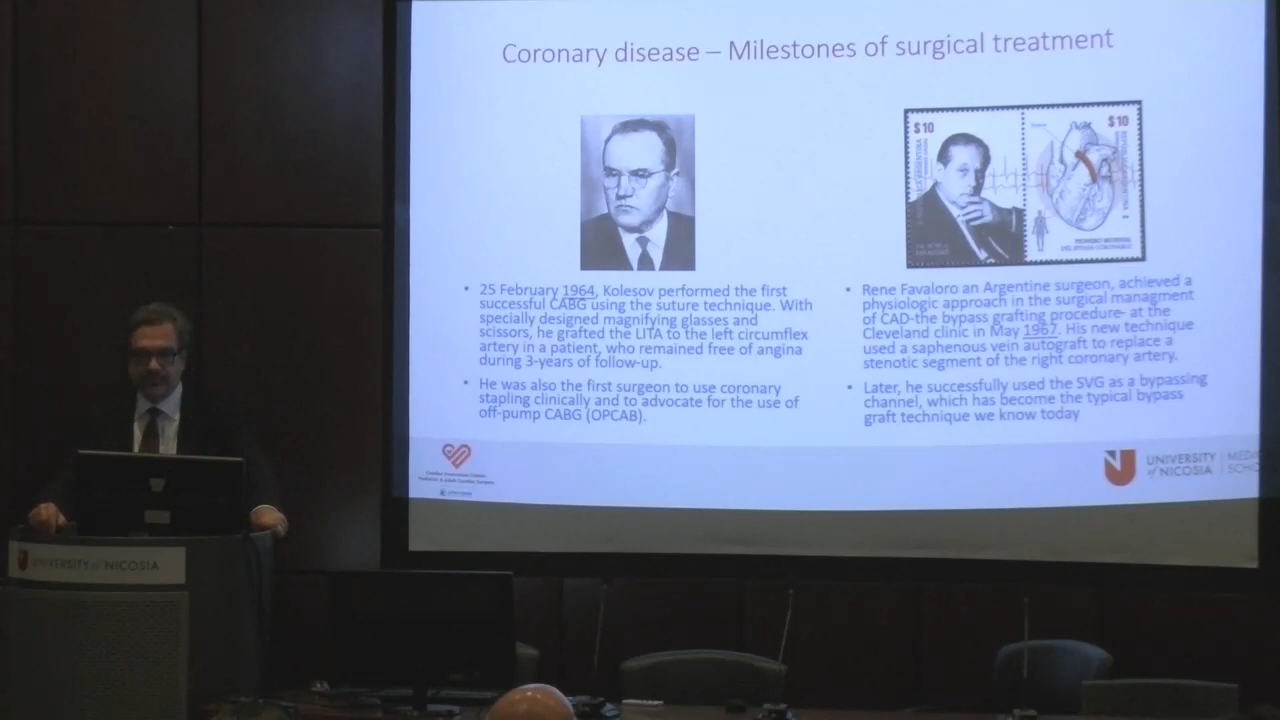 Coronary disease – Milestones of surgical treatment
$10
$10
• 25 February 1964, Kolesov performed the first
successful CABG using the suture technique. With
specially designed magnifying glasses and
scissors, he grafted the LITA to the left circumflex
artery in a patient, who remained free of angina
during 3-years of follow-up.
• He was also the first surgeon to use coronary
stapling clinically and to advocate for the use of
off-pump CABG (OPCAB).
• Rene Favaloro an Argentine surgeon, achieved a
physiologic approach in the surgical managment
of CAD-the bypass grafting procedure- at the
Cleveland clinic in May 1967. His new technique
used a saphenous vein autograft to replace a
stenotic segment of the right coronary artery.
• Later, he successfully used the SVG as a bypassing
channel, which has become the typical bypass
graft technique we know today
UNIVERSITY
of NICOSIA
UNIVERSITY of NICOSIA